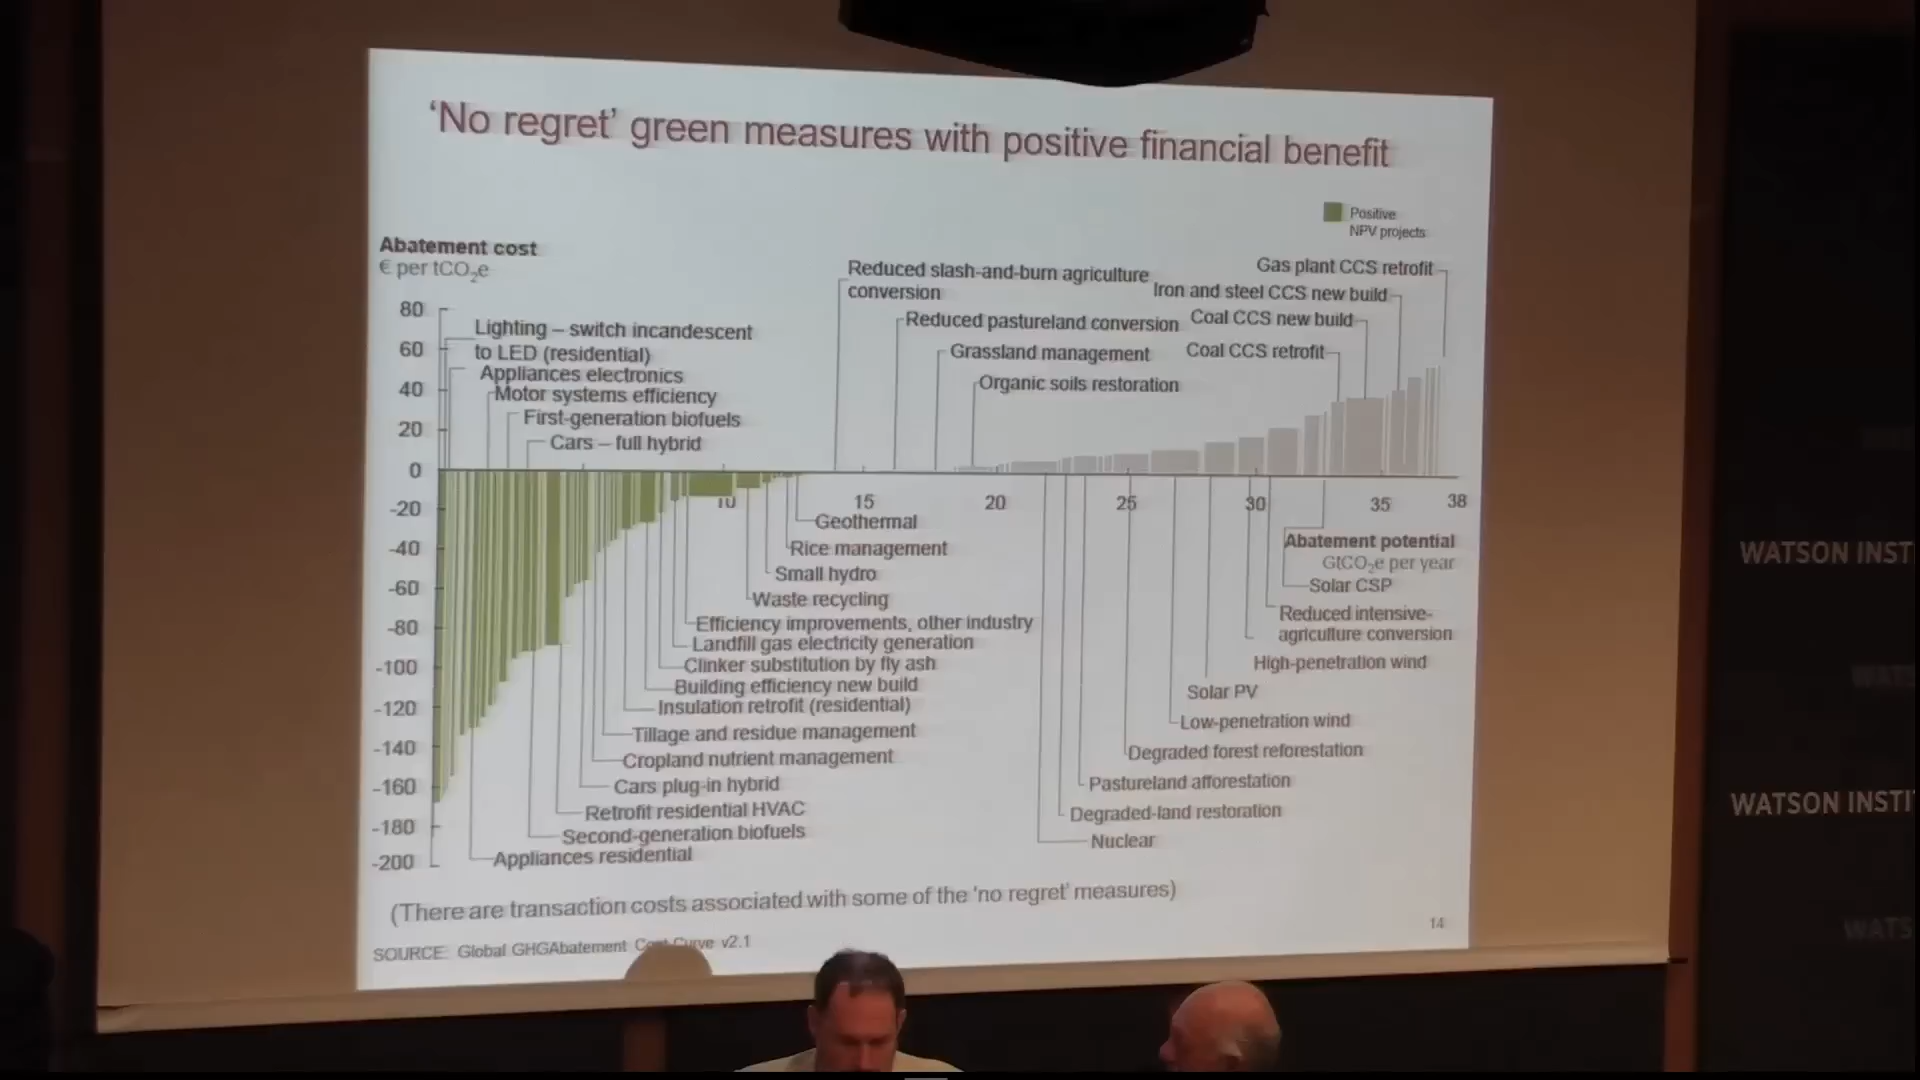 ‘No regret’ green measures with positive financial benefit
Positive
NPV projects
Abatement cost
€ per tCO₂e
80
60
40
20
0
-20
-40
-60
-80
-100
-120
-140
-160
-180
-200
Lighting – switch incandescent
to LED (residential)
Appliances electronics
Motor systems efficiency
First-generation biofuels
Cars – full hybrid
Reduced slash-and-burn agriculture
conversion
Reduced pastureland conversion
Grassland management
Organic soils restoration
Gas plant CCS retrofit
Iron and steel CCS new build
Coal CCS new build
Coal CCS retrofit
10
15
20
25
30
35
38
Geothermal
Rice management
Small hydro
Waste recycling
Efficiency improvements, other industry
Landfill gas electricity generation
Clinker substitution by fly ash
Building efficiency new build
Insulation retrofit (residential)
Tillage and residue management
Cropland nutrient management
Cars plug-in hybrid
Retrofit residential HVAC
Second-generation biofuels
Appliances residential
Abatement potential
GtCO₂e per year
Solar CSP
Reduced intensive-
agriculture conversion
High-penetration wind
Solar PV
Low-penetration wind
Degraded forest reforestation
Pastureland afforestation
Degraded-land restoration
Nuclear
(There are transaction costs associated with some of the ‘no regret’ measures)
14
SOURCE: Global GHGAbatement Cost Curve v2.1
WATSON INST
WATSON INSTI
WATS